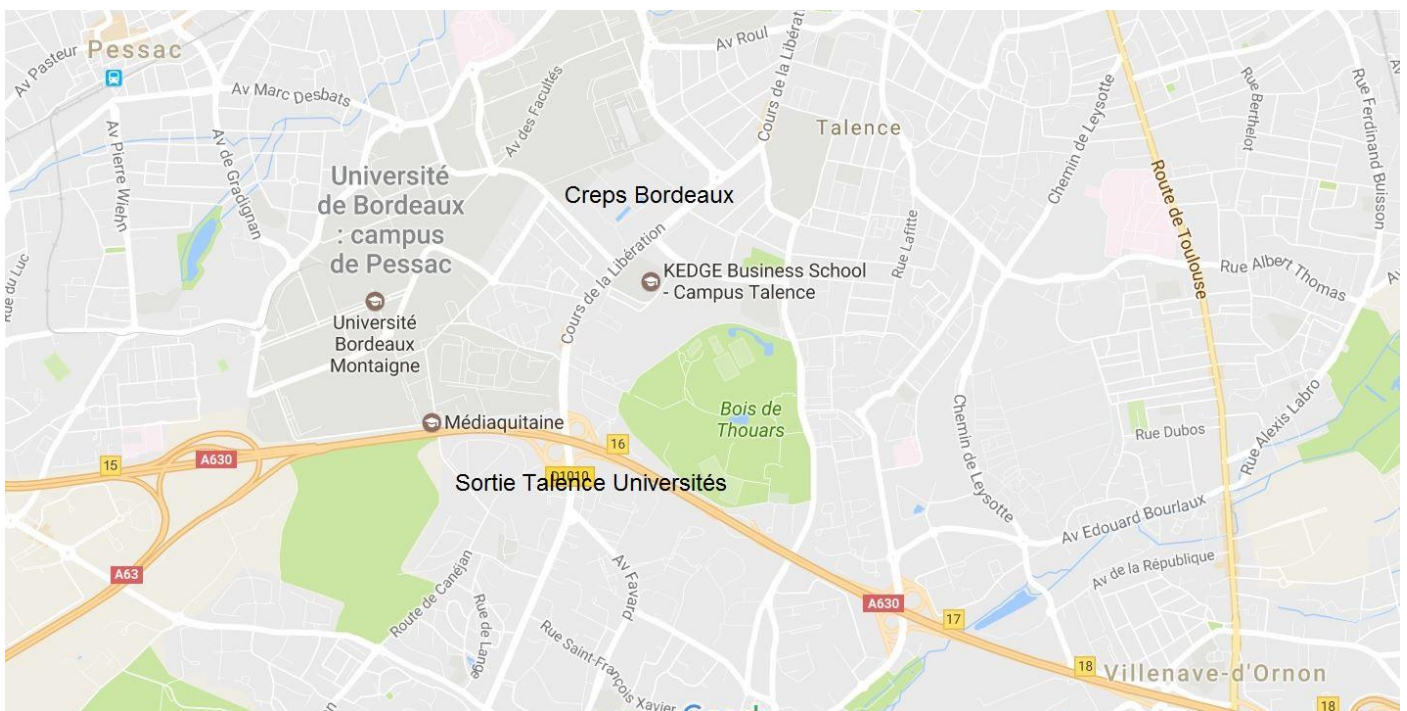 Pessac
Av Pasteur
Av Roul
Cours de la Libérat
Av Marc Desbats
Av des Facultés
Talence
Chemin de Leysotte
Rue Berthelot
Rue Ferdinand Buisson
Av Pierre Wiehn
Av de Gradignan
Université
de Bordeaux
: campus
de Pessac
Creps Bordeaux
Route de Toulouse
Rue Lafitte
Rue du Luc
Cours de la Libération
KEDGE Business School
- Campus Talence
Rue Albert Thomas
Université
Bordeaux
Montaigne
Bois de
Thouars
Médiaquitaine
Chemin de Leysotte
Rue Dubos
Rue Alexis Labro
16
15
A630
D1010
Sortie Talence Universités
Av Edouard Bourlaux
Av de la République
A63
Route de Canéjan
Rue de Lange
Av Favard
Rue Saint-François Xavier
A630
17
18
Villenave-d'Ornon
18